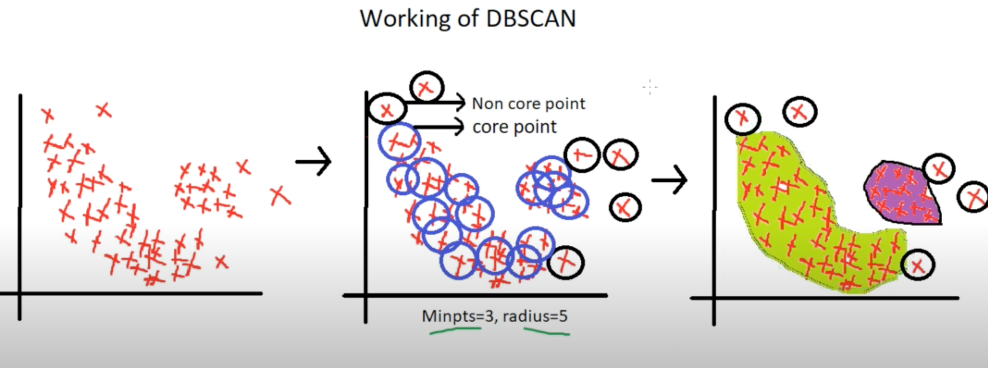 Working of DBSCAN
Non core point
core point
Minpts=3, radius=5